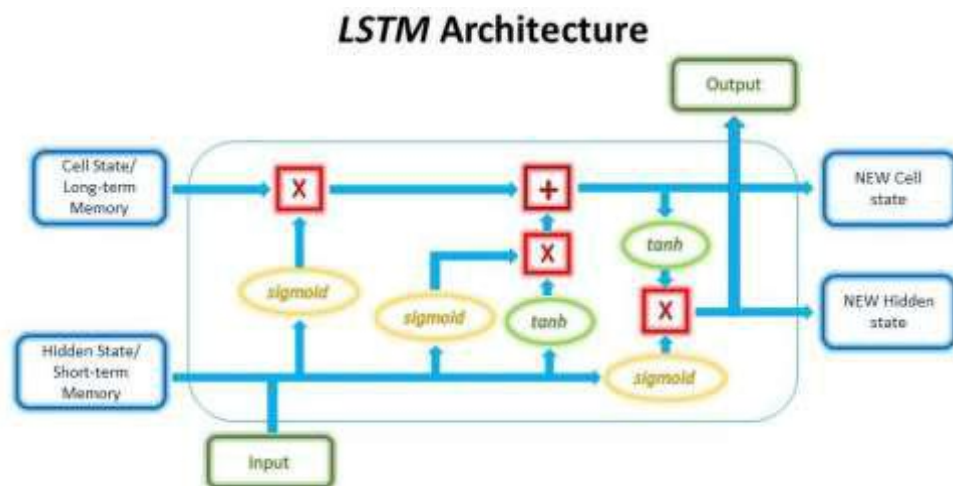 LSTM Architecture
Output
Cell State/
Long-term
Memory
X
+
NEW Cell
state
tanh
X
sigmoid
sigmoid
tanh
X
NEW Hidden
state
Hidden State/
Short-term
Memory
sigmoid
Input